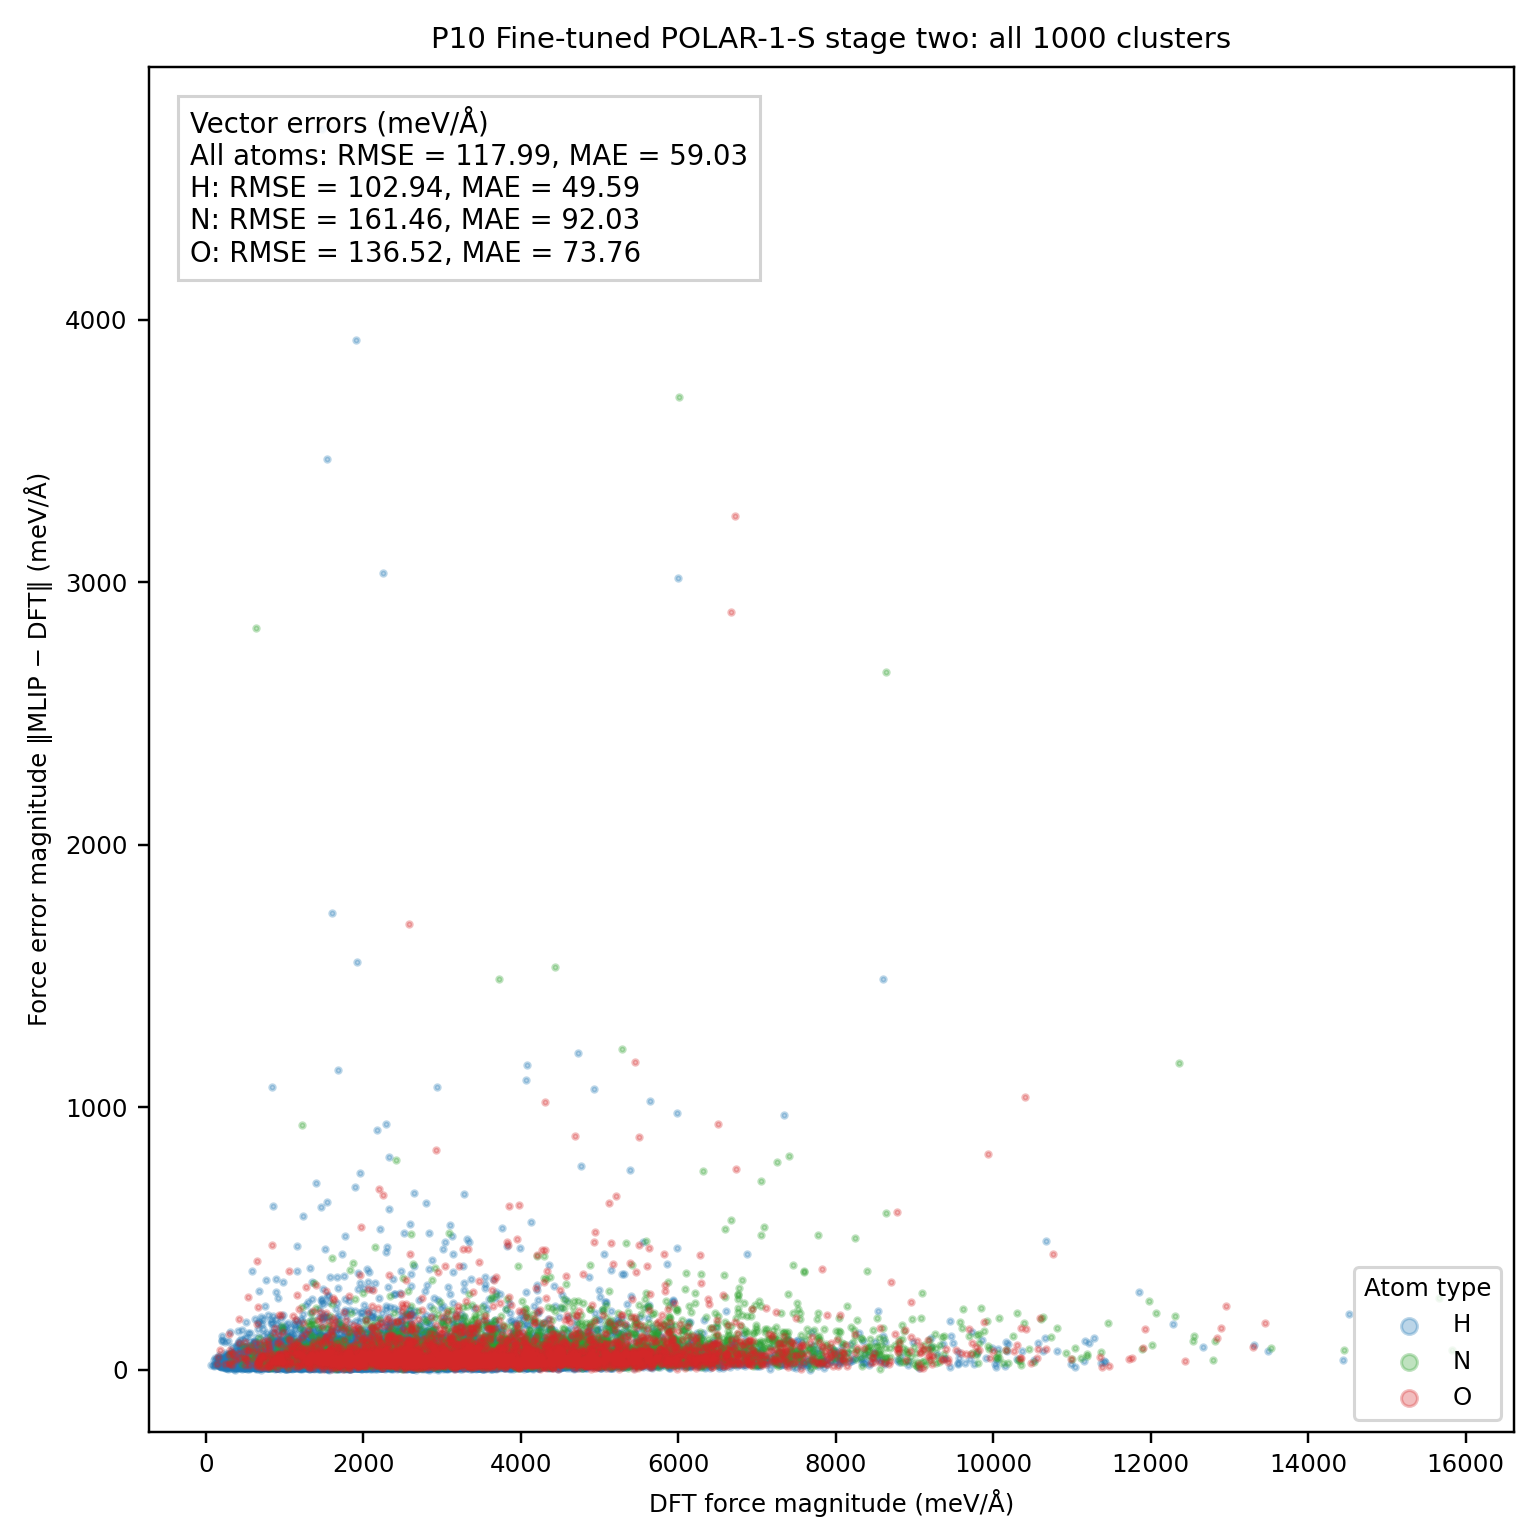 P10 Fine-tuned POLAR-1-S stage two: all 1000 clusters
Vector errors (meV/Å)
All atoms: RMSE = 117.99, MAE = 59.03
H: RMSE = 102.94, MAE = 49.59
N: RMSE = 161.46, MAE = 92.03
O: RMSE = 136.52, MAE = 73.76
Force error magnitude ‖MLIP − DFT‖ (meV/Å)
4000
3000
2000
1000
0
Atom type
H
N
O
0 2000 4000 6000 8000 10000 12000 14000 16000
DFT force magnitude (meV/Å)